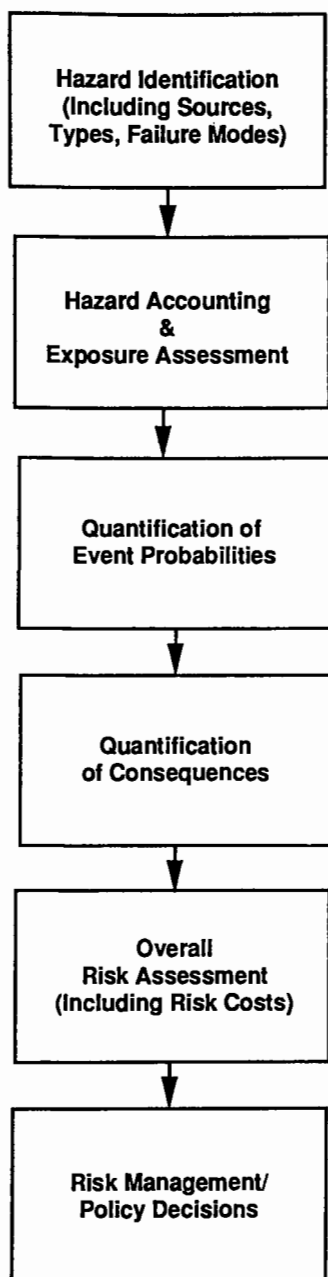 Hazard Identification
(Including Sources,
Types, Failure Modes)
Hazard Accounting
&
Exposure Assessment
Quantification of
Event Probabilities
Quantification
of Consequences
Overall
Risk Assessment
(Including Risk Costs)
Risk Management/
Policy Decisions